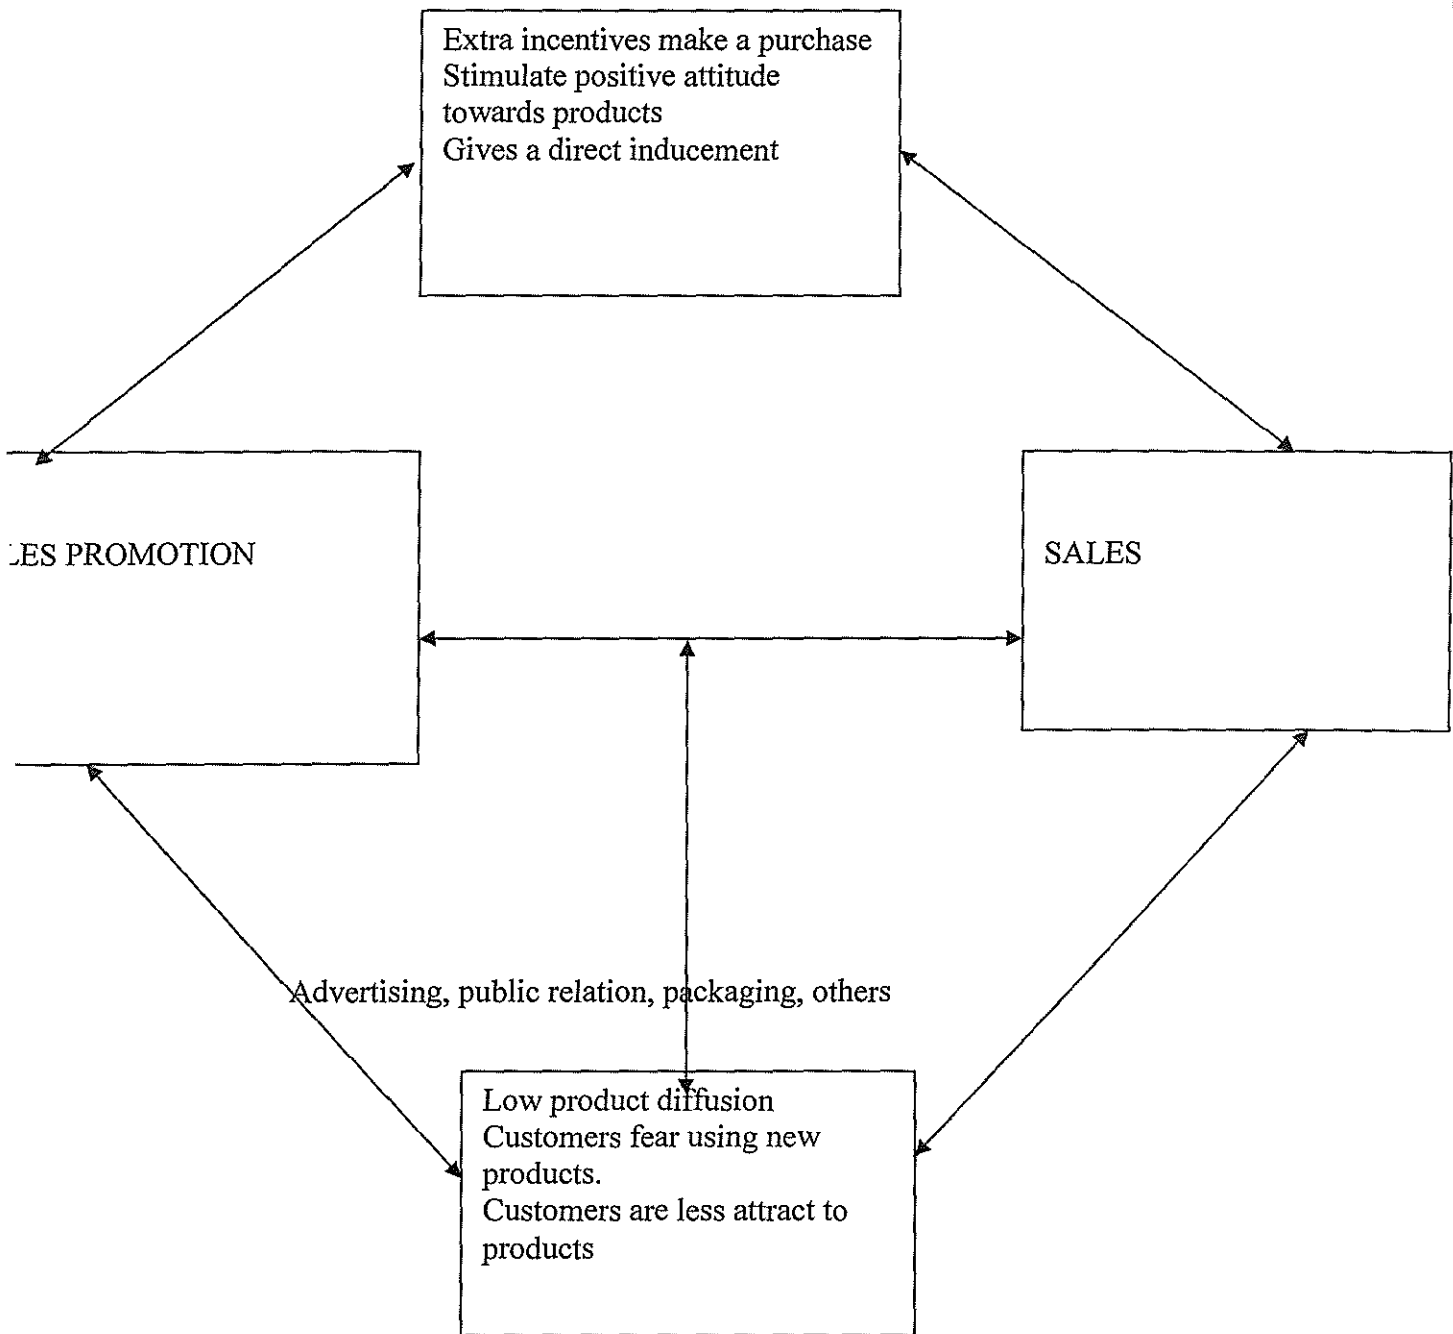 Extra incentives make a purchase
Stimulate positive attitude
towards products
Gives a direct inducement
LES PROMOTION
SALES
Advertising, public relation, packaging, others
Low product diffusion
Customers fear using new
products.
Customers are less attract to
products